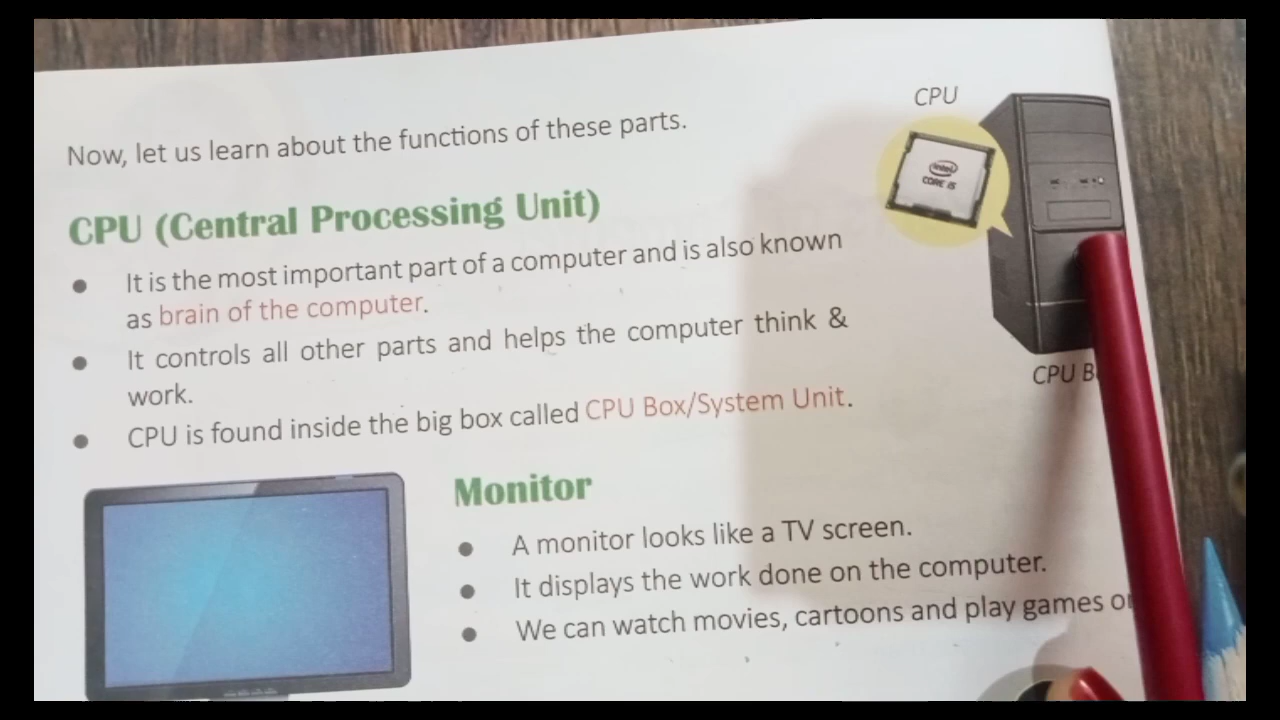 CPU
Now, let us learn about the functions of these parts.
intel
CORE i5
CPU (Central Processing Unit)
● It is the most important part of a computer and is also known
as brain of the computer.
● It controls all other parts and helps the computer think &
work.
CPU B
● CPU is found inside the big box called CPU Box/System Unit.
Monitor
● A monitor looks like a TV screen.
● It displays the work done on the computer.
● We can watch movies, cartoons and play games